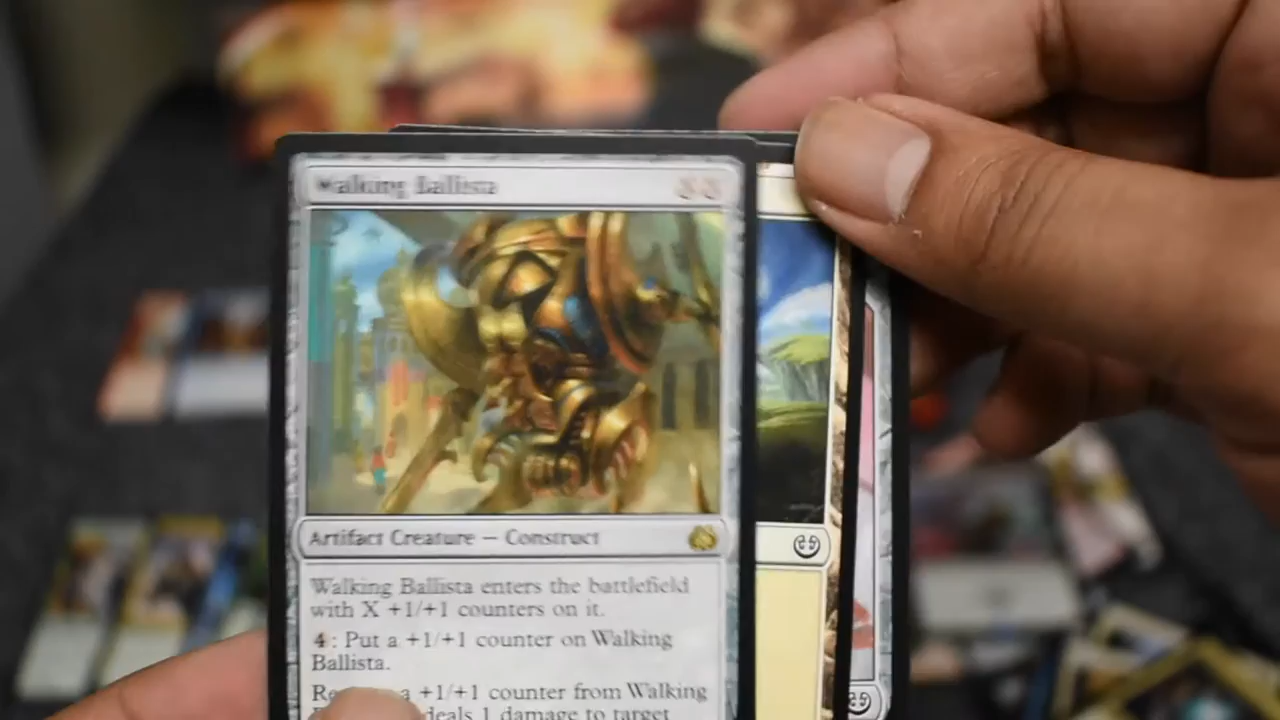 Walking Ballista
Artifact Creature — Construct
Walking Ballista enters the battlefield
with X +1/+1 counters on it.
4: Put a +1/+1 counter on Walking
Ballista.
a +1/+1 counter from Walking
deals 1 damage to target